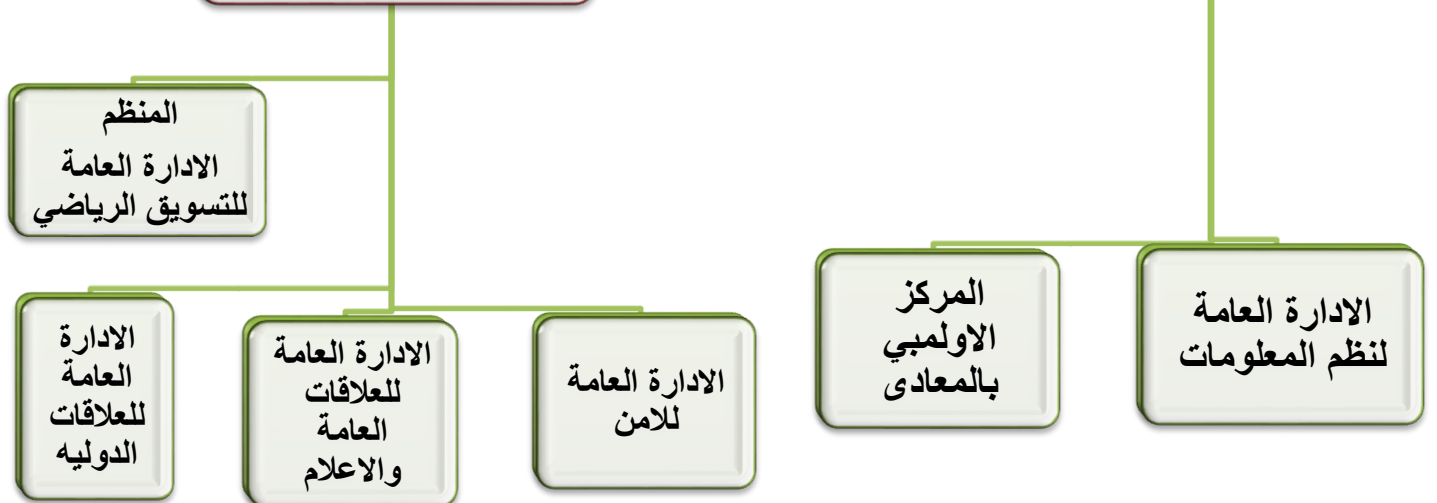 المنظم
الادارة العامة
للتسويق الرياضي
المركز
الاولمبي
بالمعادى
الادارة العامة
لنظم المعلومات
الادارة
العامة
للعلاقات
الدوليه
الادارة العامة
للعلاقات
العامة
والاعلام
الادارة العامة
للامن